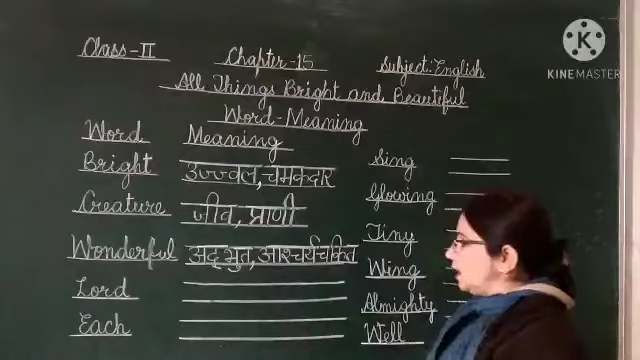 Class-II Chapter-15 Subject:English
All Things Bright and Beautiful
Word-Meaning
Word Meaning
Bright उज्ज्वल, चमकदार
Creature जीव, प्राणी
Wonderful अद्भुत, आश्चर्यचकित
Lord
Each
Sing
Glowing
Tiny
Wing
Almighty
Well
KINEMASTER